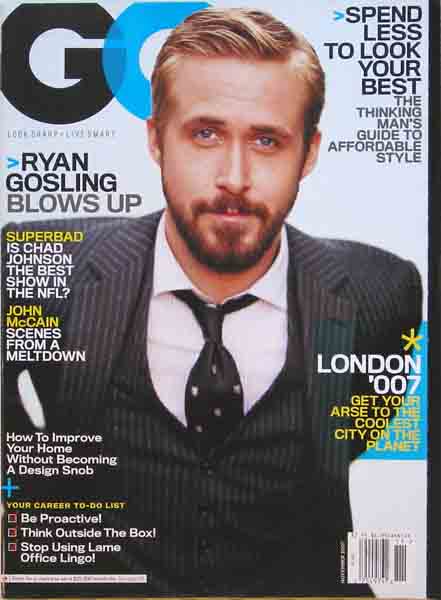 GQ
LOOK SHARP + LIVE SMART
>SPEND
LESS
TO LOOK
YOUR
BEST
THE
THINKING
MAN'S
GUIDE TO
AFFORDABLE
STYLE
>RYAN
GOSLING
BLOWS UP
SUPERBAD
IS CHAD
JOHNSON
THE BEST
SHOW IN
THE NFL?
JOHN
McCAIN
SCENES
FROM A
MELTDOWN
*
LONDON
'007
GET YOUR
ARSE TO THE
COOLEST
CITY ON THE
PLANET
How To Improve
Your Home
Without Becoming
A Design Snob
+
YOUR CAREER TO-DO LIST
Be Proactive!
Think Outside The Box!
Stop Using Lame
Office Lingo!
NOVEMBER 2007